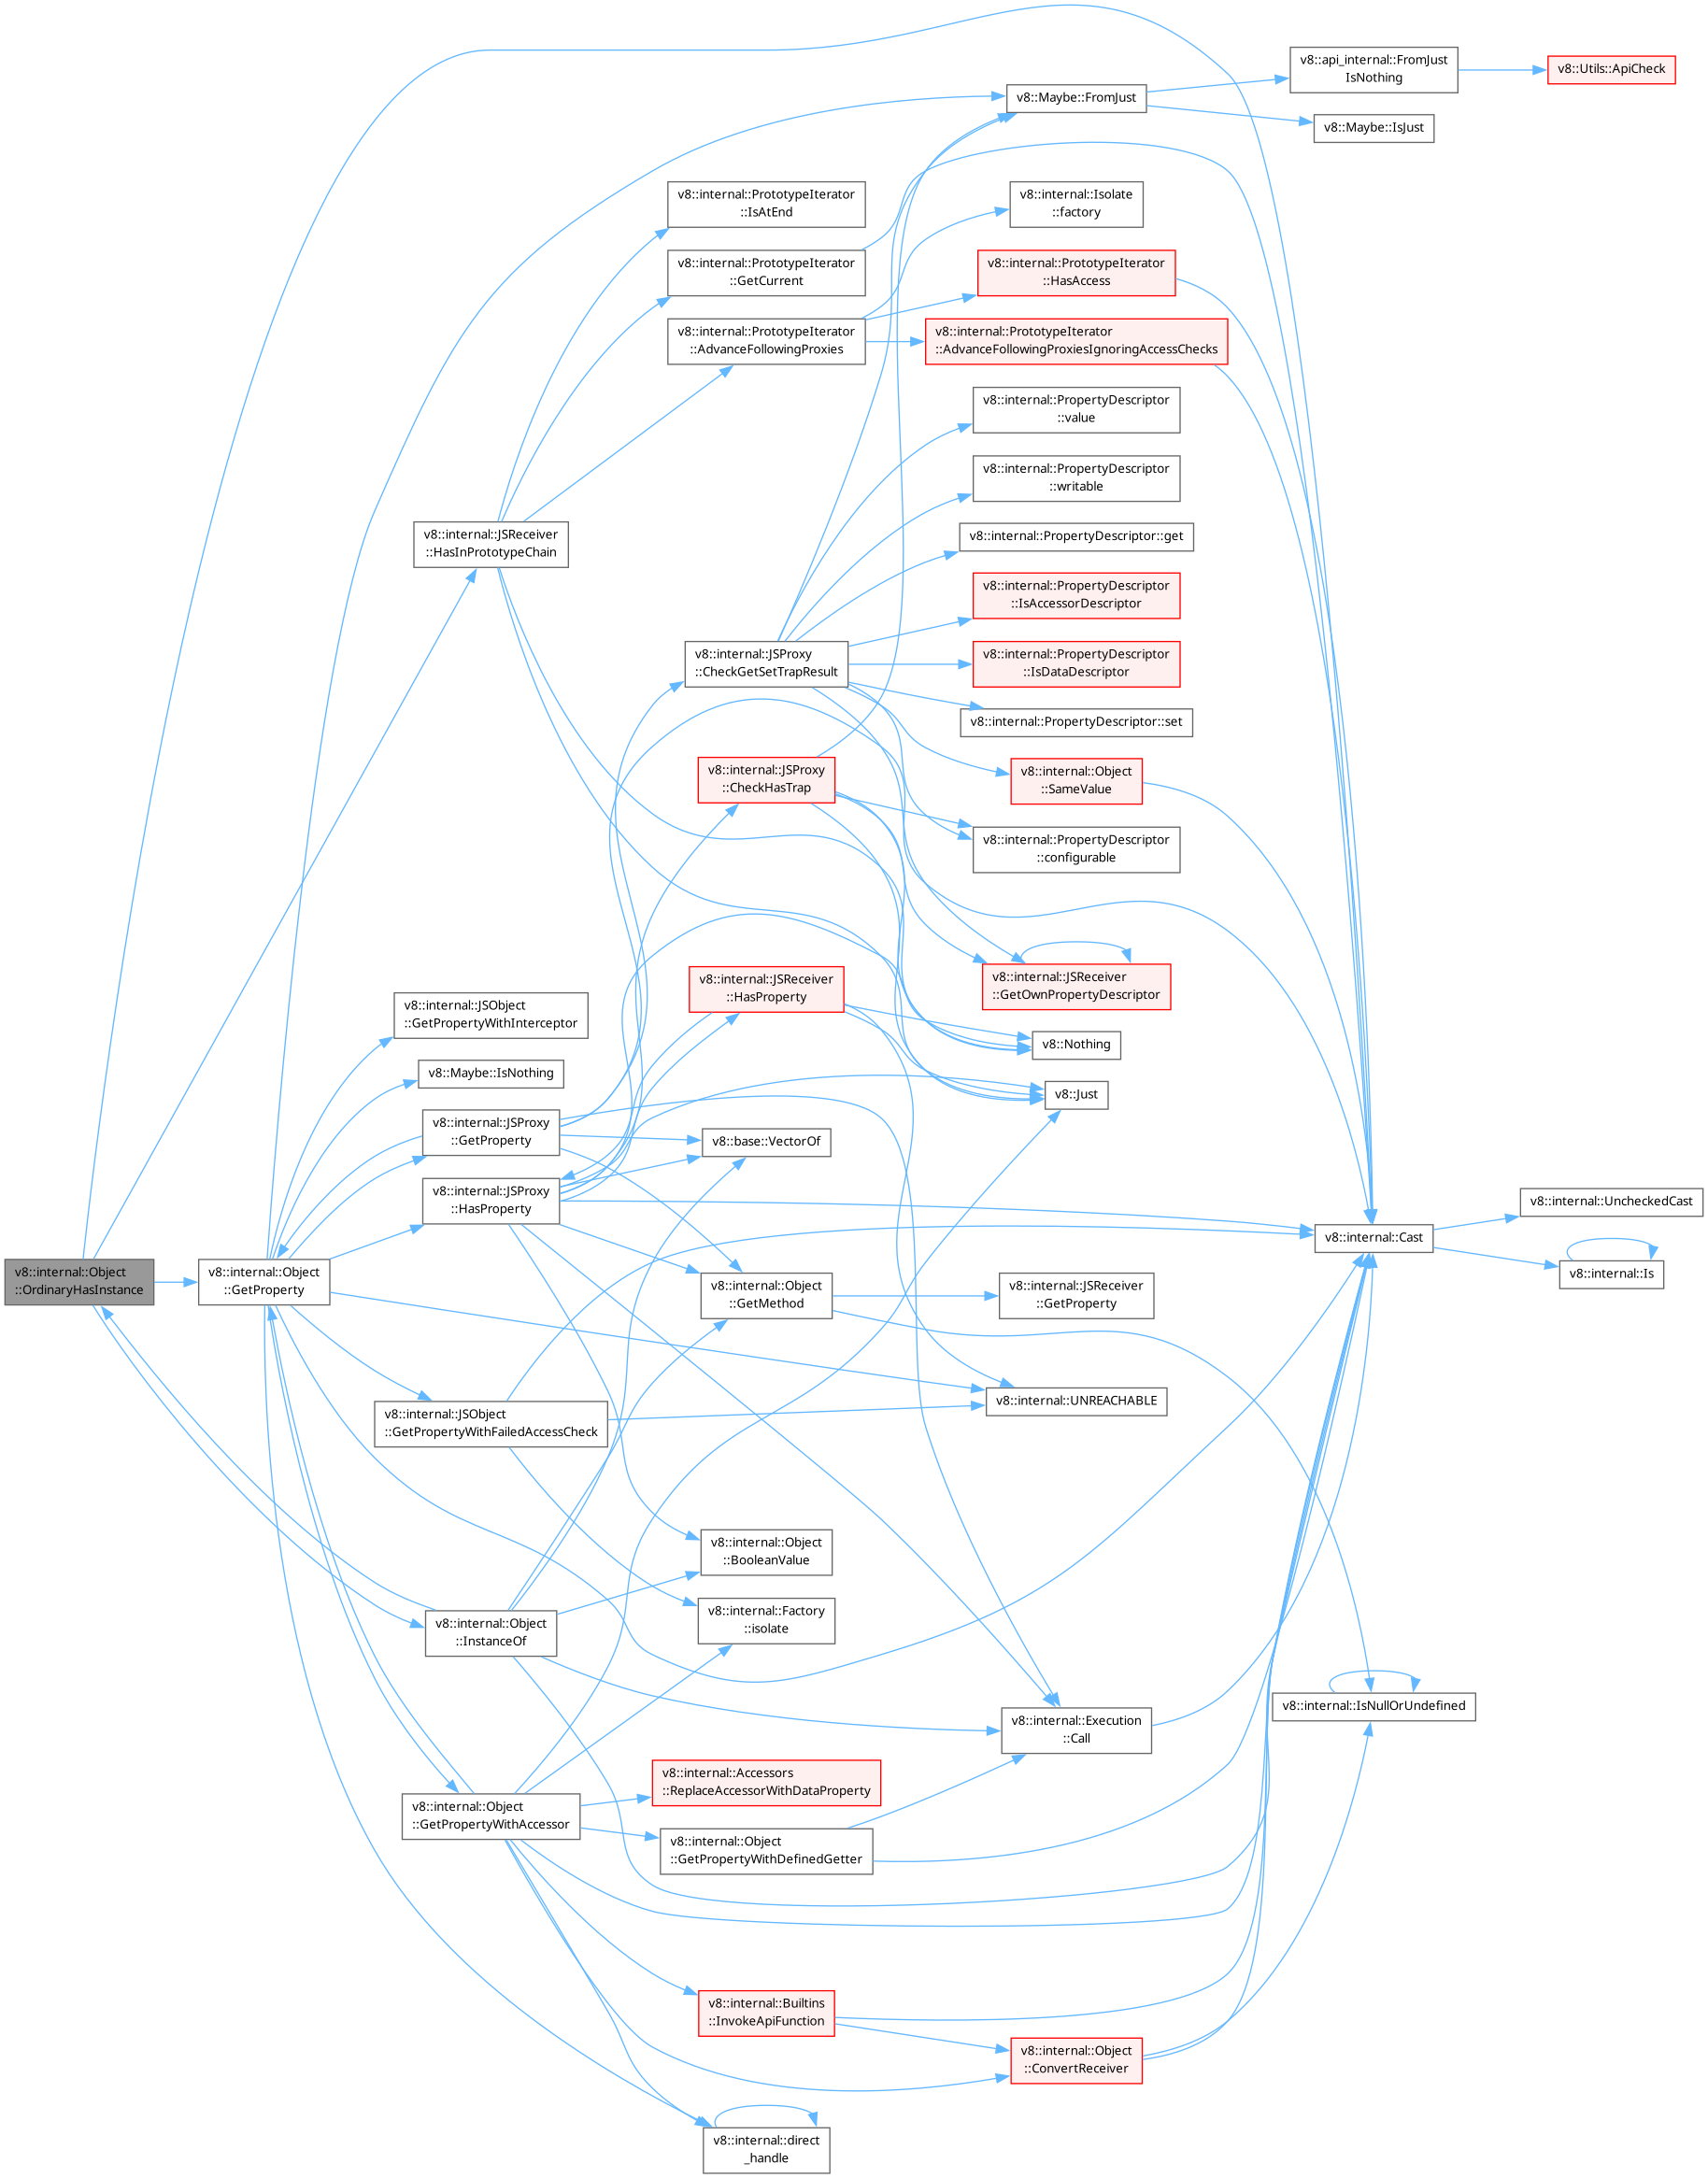 v8::internal::Object
::OrdinaryHasInstance
v8::internal::Object
::GetProperty
v8::internal::JSReceiver
::HasInPrototypeChain
v8::internal::JSObject
::GetPropertyWithInterceptor
v8::Maybe::IsNothing
v8::internal::JSProxy
::GetProperty
v8::internal::JSProxy
::HasProperty
v8::internal::JSObject
::GetPropertyWithFailedAccessCheck
v8::internal::Object
::InstanceOf
v8::internal::Object
::GetPropertyWithAccessor
v8::internal::PrototypeIterator
::IsAtEnd
v8::internal::PrototypeIterator
::GetCurrent
v8::internal::PrototypeIterator
::AdvanceFollowingProxies
v8::internal::JSProxy
::CheckGetSetTrapResult
v8::internal::JSProxy
::CheckHasTrap
v8::internal::JSReceiver
::HasProperty
v8::base::VectorOf
v8::internal::Object
::GetMethod
v8::internal::Object
::BooleanValue
v8::internal::Factory
::isolate
v8::internal::Accessors
::ReplaceAccessorWithDataProperty
v8::internal::Object
::GetPropertyWithDefinedGetter
v8::internal::Builtins
::InvokeApiFunction
v8::internal::direct
_handle
v8::Maybe::FromJust
v8::internal::Isolate
::factory
v8::internal::PrototypeIterator
::HasAccess
v8::internal::PrototypeIterator
::AdvanceFollowingProxiesIgnoringAccessChecks
v8::internal::PropertyDescriptor
::value
v8::internal::PropertyDescriptor
::writable
v8::internal::PropertyDescriptor::get
v8::internal::PropertyDescriptor
::IsAccessorDescriptor
v8::internal::PropertyDescriptor
::IsDataDescriptor
v8::internal::PropertyDescriptor::set
v8::internal::Object
::SameValue
v8::internal::PropertyDescriptor
::configurable
v8::internal::JSReceiver
::GetOwnPropertyDescriptor
v8::Nothing
v8::Just
v8::internal::JSReceiver
::GetProperty
v8::internal::UNREACHABLE
v8::internal::Execution
::Call
v8::internal::Object
::ConvertReceiver
v8::api_internal::FromJust
IsNothing
v8::Maybe::IsJust
v8::internal::Cast
v8::internal::IsNullOrUndefined
v8::Utils::ApiCheck
v8::internal::UncheckedCast
v8::internal::Is